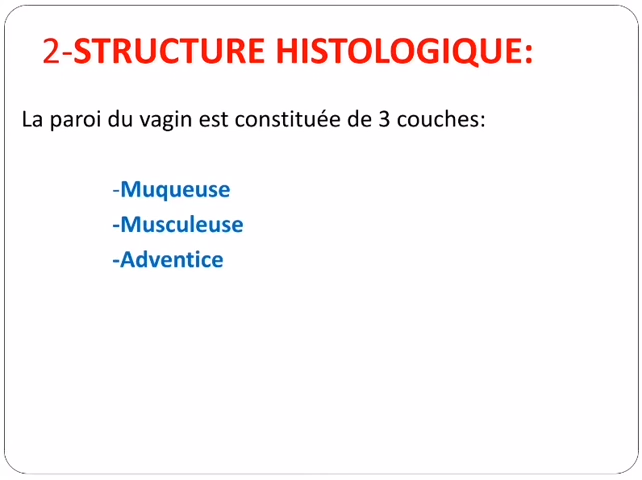 2-STRUCTURE HISTOLOGIQUE:
La paroi du vagin est constituée de 3 couches:
-Muqueuse
-Musculeuse
-Adventice